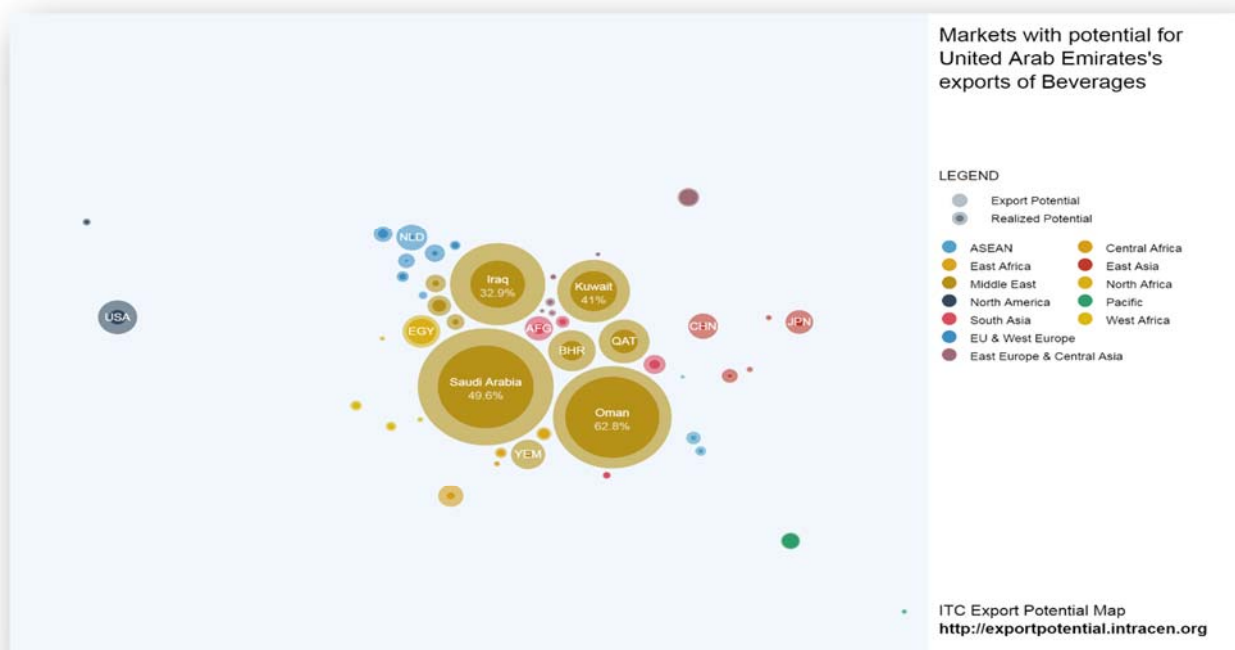 Markets with potential for
United Arab Emirates's
exports of Beverages
LEGEND
Export Potential
Realized Potential
ASEAN
Central Africa
East Africa
East Asia
Middle East
North Africa
North America
Pacific
South Asia
West Africa
EU & West Europe
East Europe & Central Asia
NLD
Iraq
32.9%
Kuwait
41%
USA
EGY
AFG
CHN
JPN
BHR
QAT
Saudi Arabia
49.6%
Oman
62.8%
YEM
ITC Export Potential Map
http://exportpotential.intracen.org